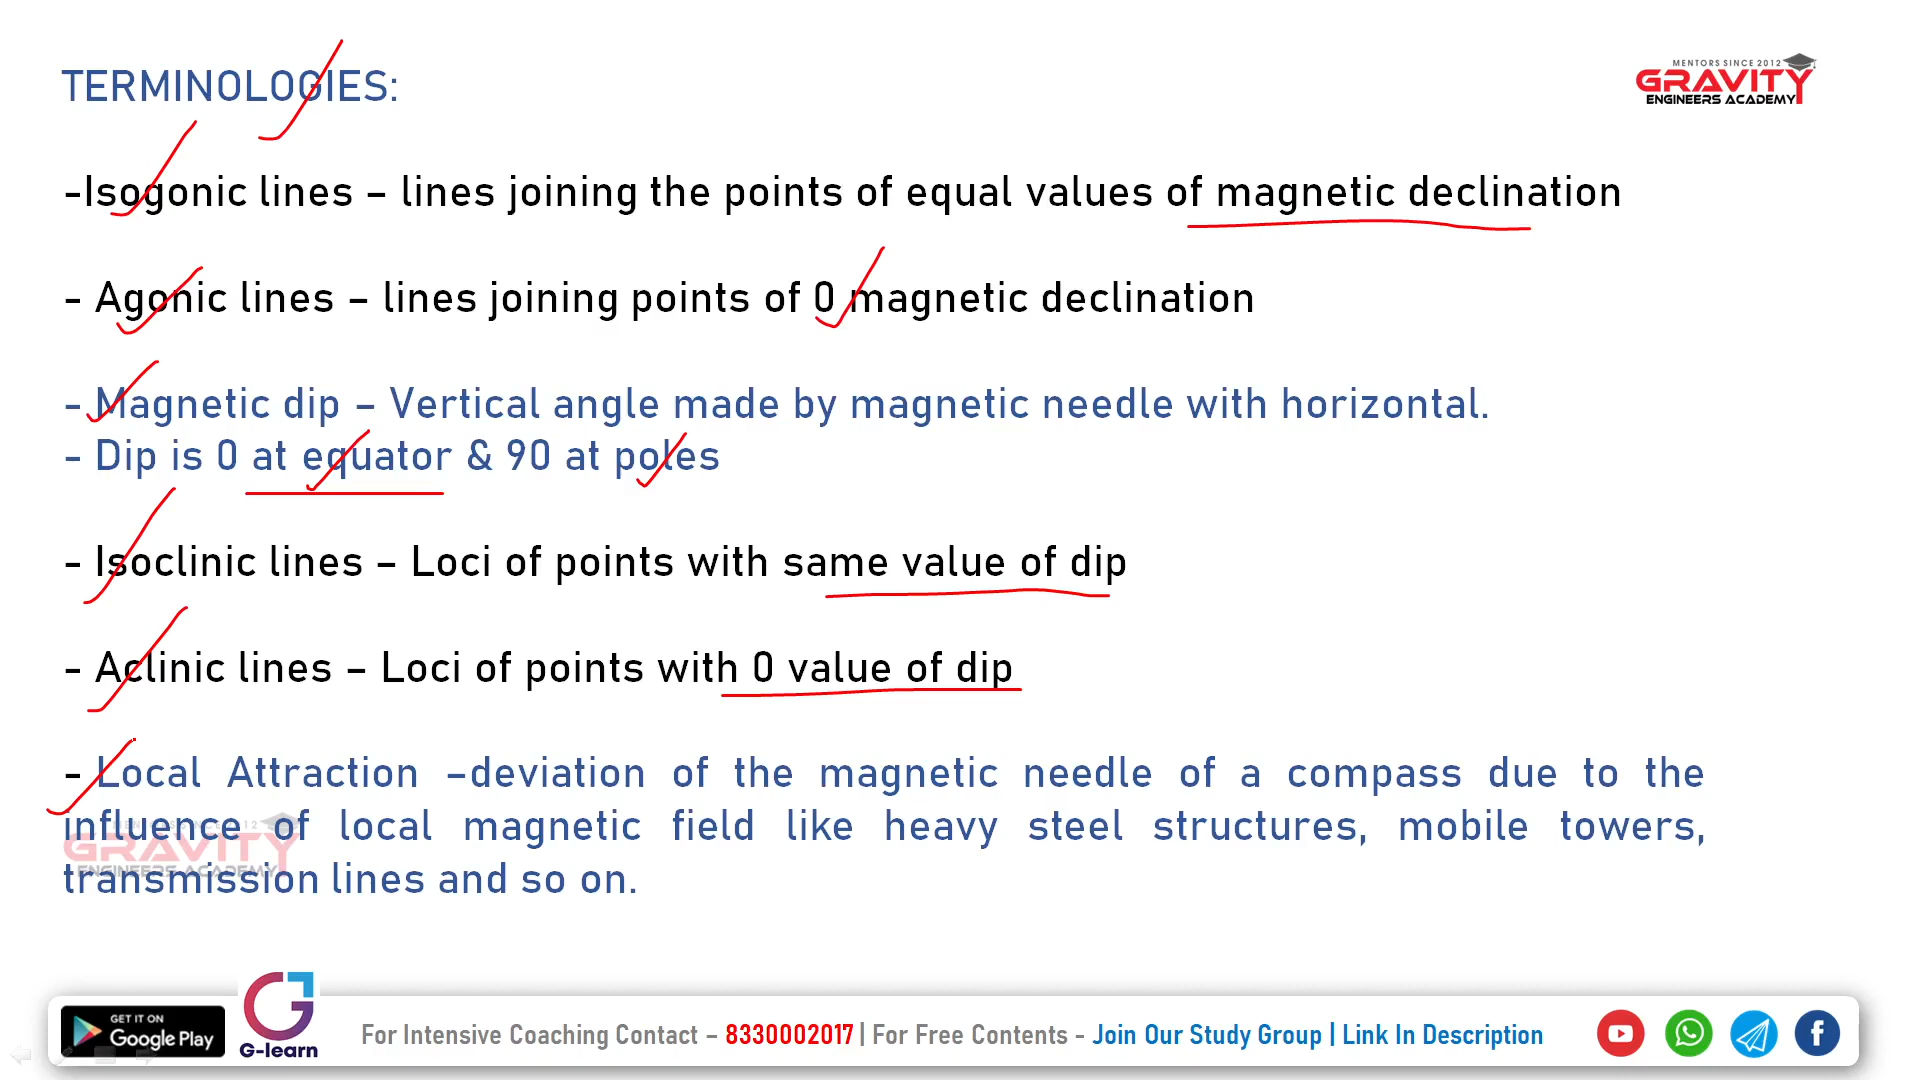 TERMINOLOGIES:
MENTORS SINCE 2012
GRAVITY
ENGINEERS ACADEMY
-Isogonic lines – lines joining the points of equal values of magnetic declination
- Agonic lines – lines joining points of 0 magnetic declination
- Magnetic dip – Vertical angle made by magnetic needle with horizontal.
- Dip is 0 at equator & 90 at poles
- Isoclinic lines – Loci of points with same value of dip
- Aclinic lines – Loci of points with 0 value of dip
- Local Attraction –deviation of the magnetic needle of a compass due to the
influence of local magnetic field like heavy steel structures, mobile towers,
transmission lines and so on.
MENTORS SINCE 2012
GRAVITY
ENGINEERS ACADEMY
GET IT ON
Google Play
G-learn
For Intensive Coaching Contact – 8330002017 | For Free Contents - Join Our Study Group | Link In Description